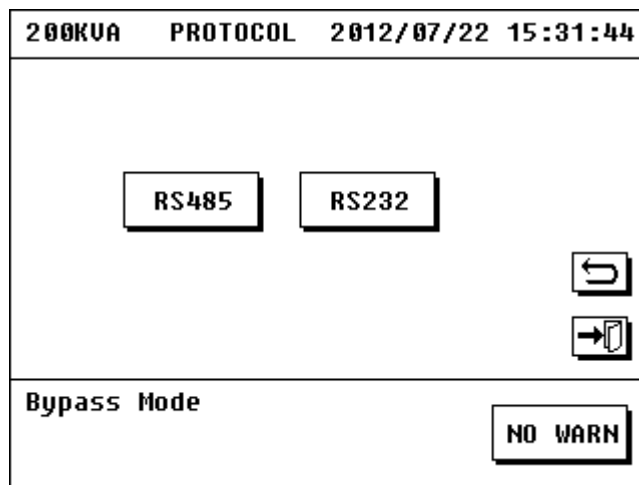 200KVA PROTOCOL 2012/07/22 15:31:44
RS485 RS232
Bypass Mode
NO WARN